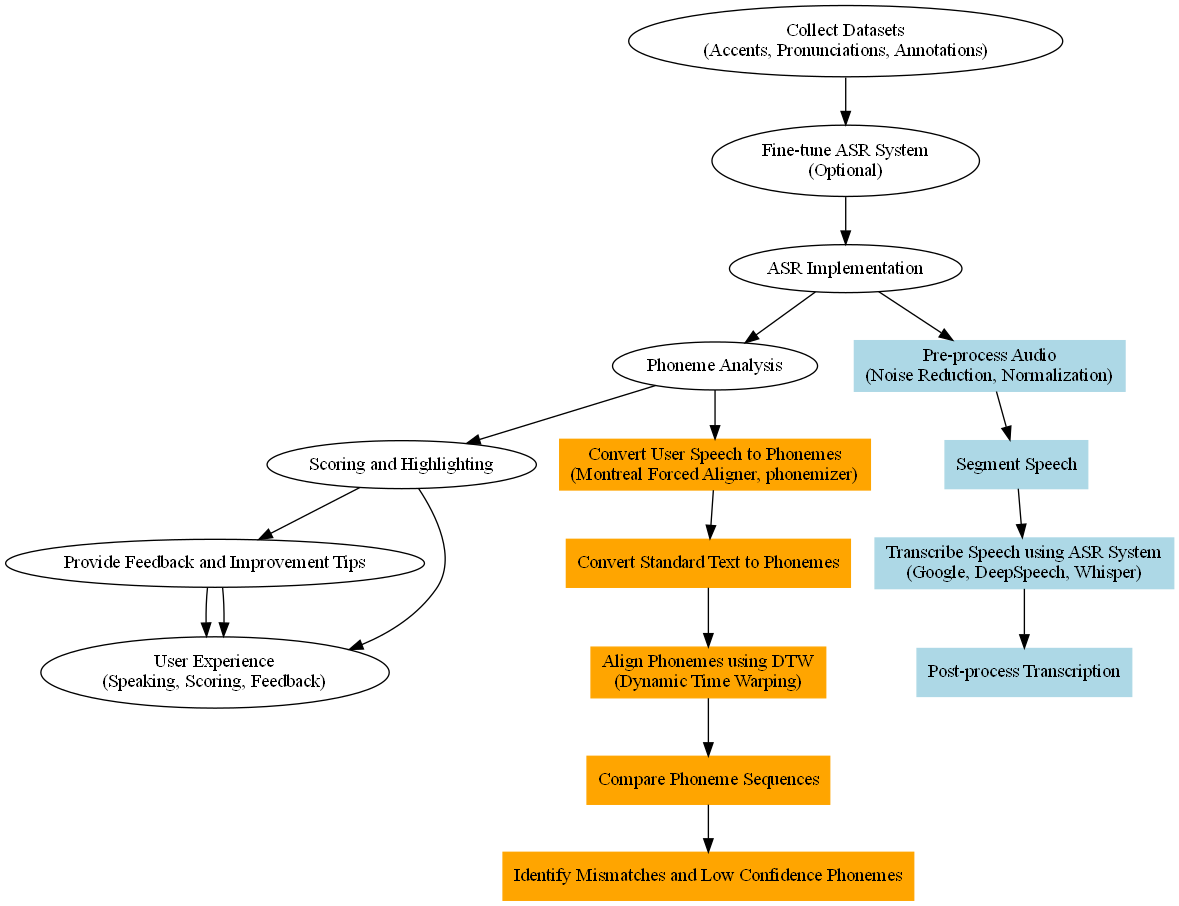 Collect Datasets
(Accents, Pronunciations, Annotations)
Fine-tune ASR System
(Optional)
ASR Implementation
Phoneme Analysis
Pre-process Audio
(Noise Reduction, Normalization)
Scoring and Highlighting
Convert User Speech to Phonemes
(Montreal Forced Aligner, phonemizer)
Segment Speech
Provide Feedback and Improvement Tips
Convert Standard Text to Phonemes
Transcribe Speech using ASR System
(Google, DeepSpeech, Whisper)
User Experience
(Speaking, Scoring, Feedback)
Align Phonemes using DTW
(Dynamic Time Warping)
Post-process Transcription
Compare Phoneme Sequences
Identify Mismatches and Low Confidence Phonemes